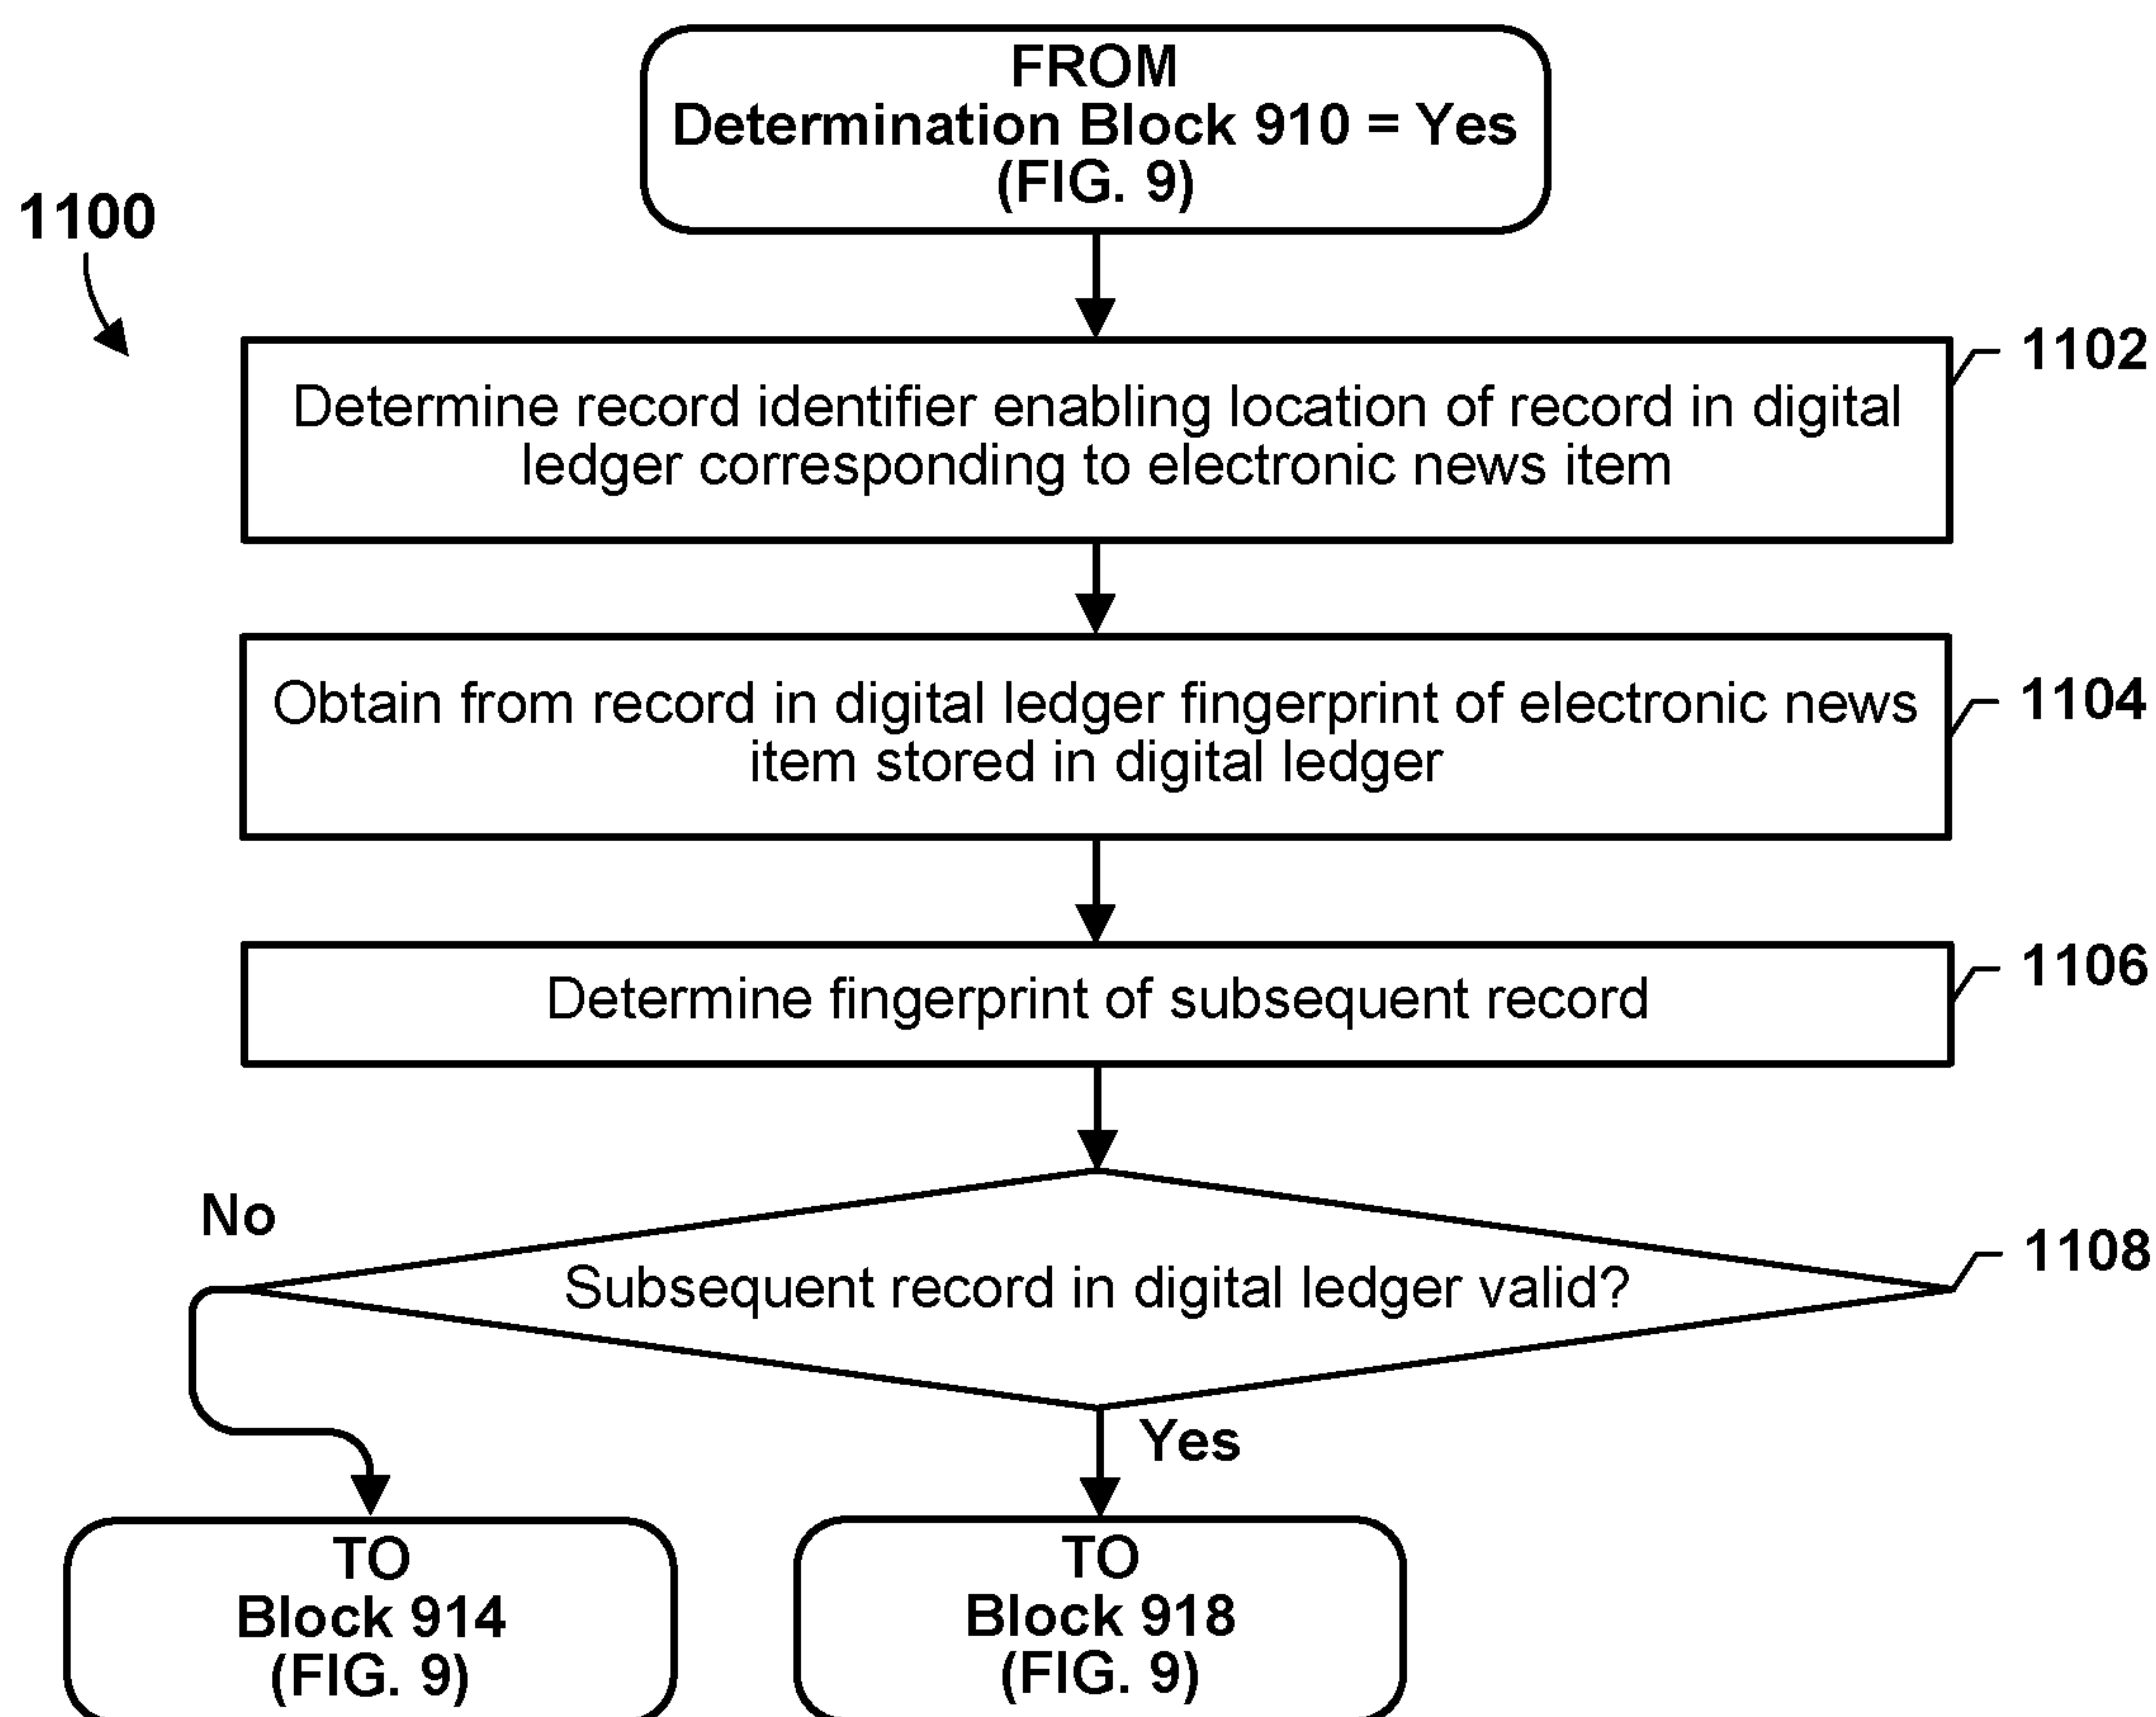 FROM
Determination Block 910 = Yes
(FIG. 9)
1100
1102
Determine record identifier enabling location of record in digital
ledger corresponding to electronic news item
1104
Obtain from record in digital ledger fingerprint of electronic news
item stored in digital ledger
1106
Determine fingerprint of subsequent record
No
1108
Subsequent record in digital ledger valid?
Yes
TO
Block 914
(FIG. 9)
TO
Block 918
(FIG. 9)